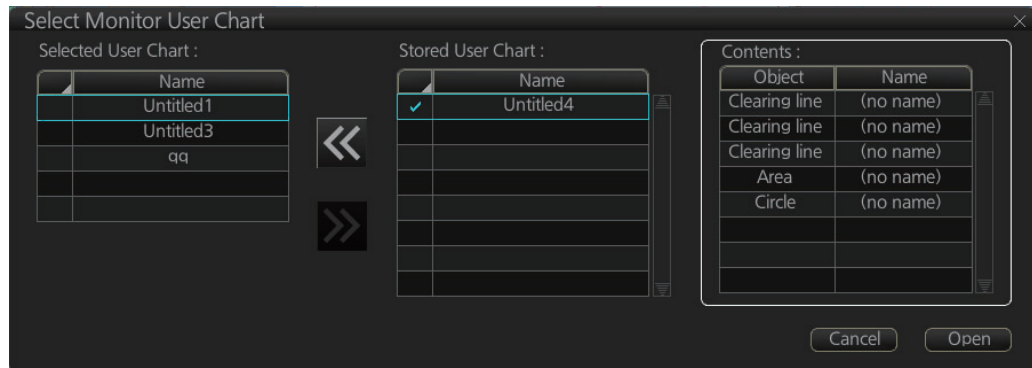 Select Monitor User Chart
Selected User Chart :
Name
Untitled1
Untitled3
qq
Stored User Chart :
Name
Untitled4
Contents :
Object Name
Clearing line (no name)
Clearing line (no name)
Clearing line (no name)
Area (no name)
Circle (no name)
Cancel Open